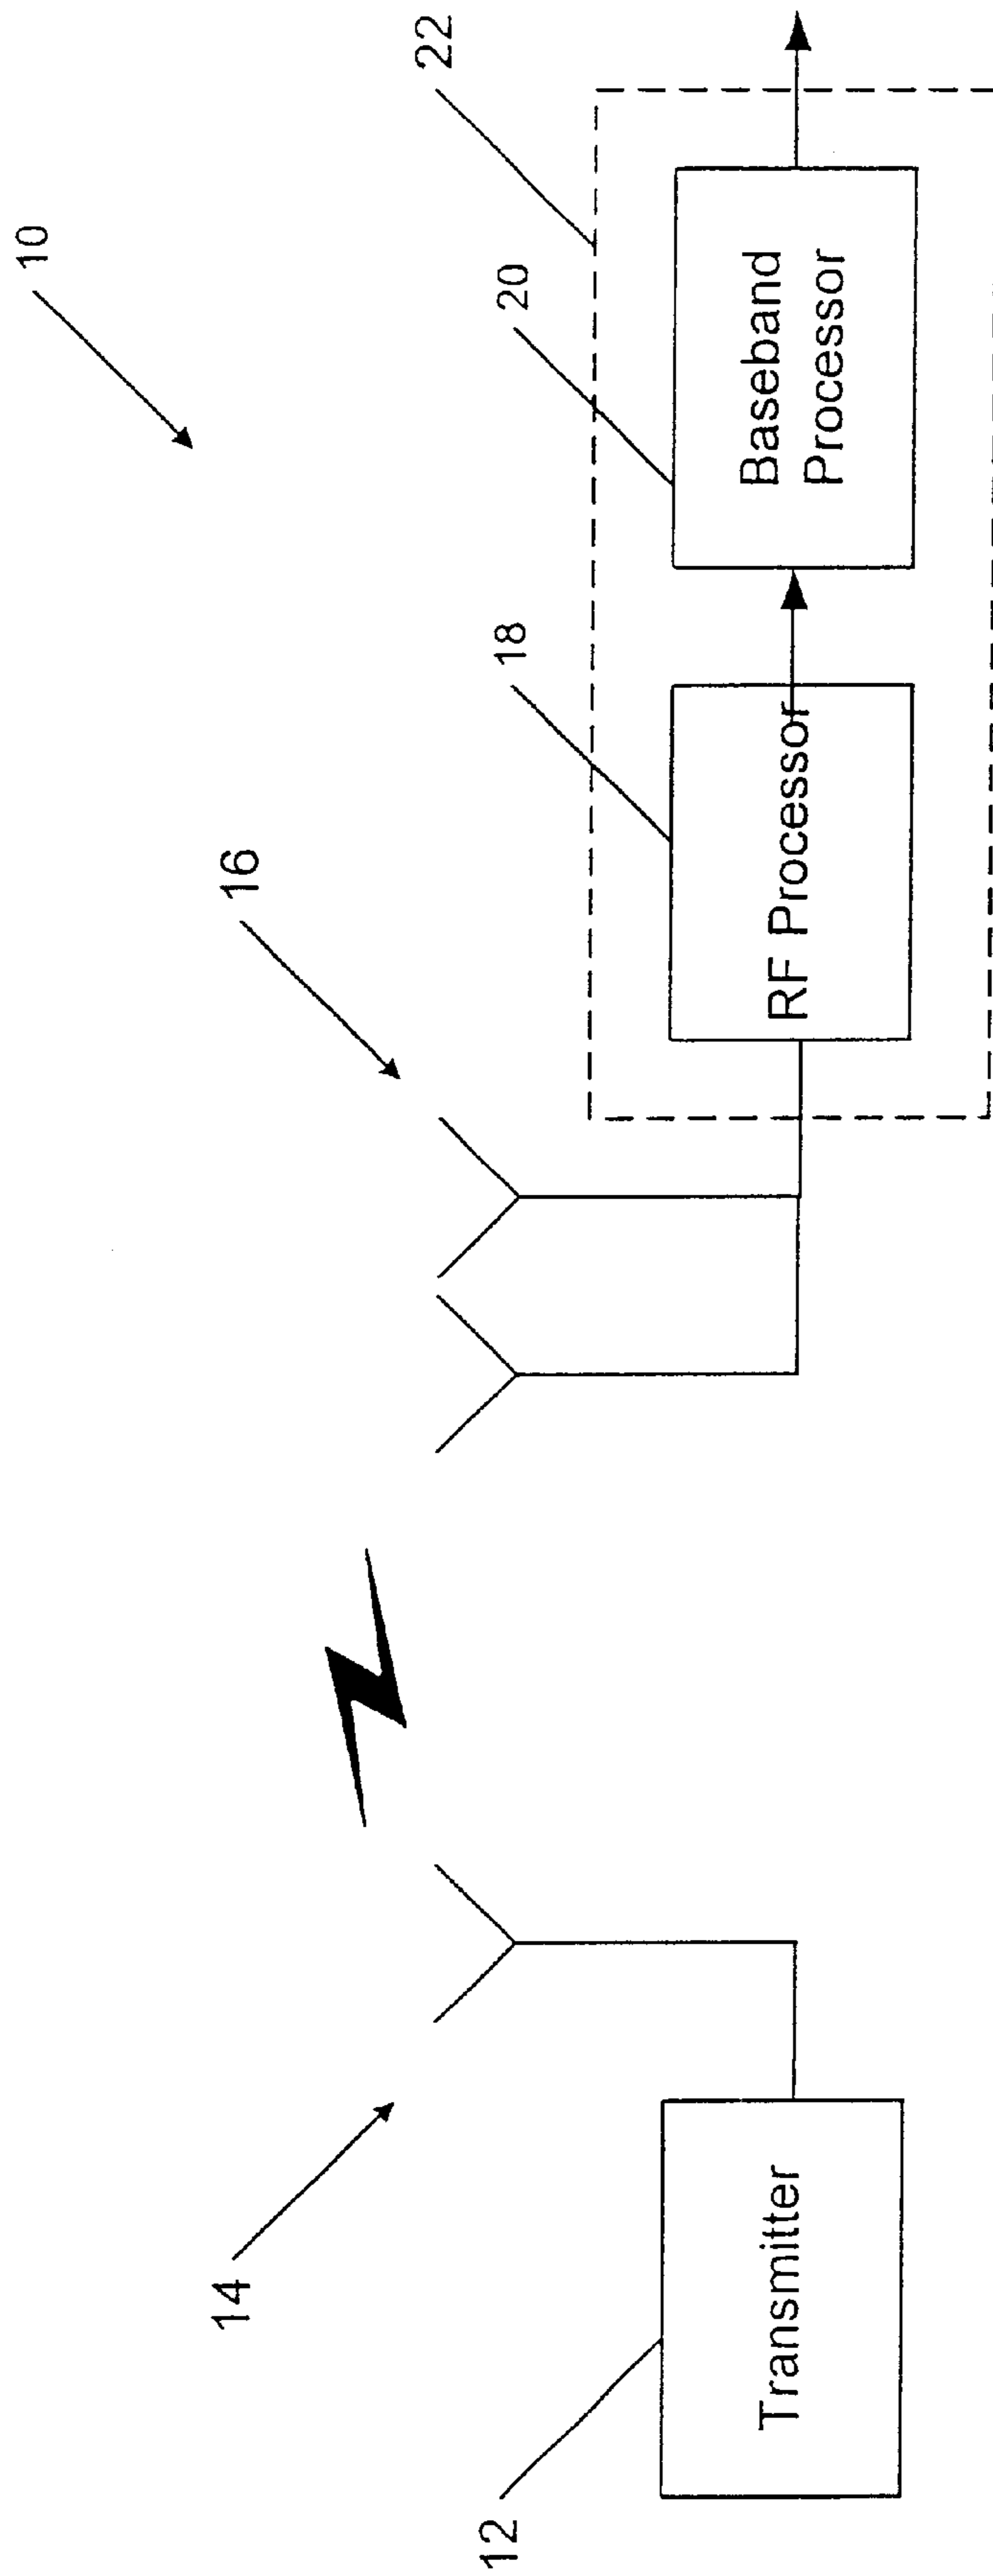 10
22
20
18
16
14
12
Baseband
Processor
RF Processor
Transmitter